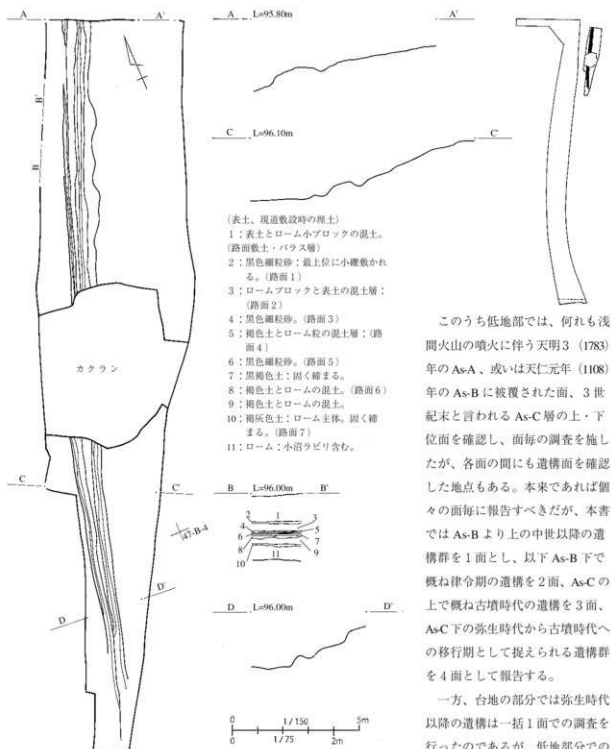 A
A'
B'
B
カクラン
C
C'
47-B-4
D'
D
A L=95.80m A'
C L=96.10m C'
(表土、現道敷設時の埋土)
1:表土とローム小ブロックの混土。
(路面敷土・バラス層)
2:黒色細粒砂:最上位に小礫敷かれ
る。(路面1)
3:ロームブロックと表土の混土層:
(路面2)
4:黒色細粒砂。(路面3)
5:褐色土とローム粒の混土層:(路
面4)
6:黒色細粒砂。(路面5)
7:黒褐色土:固く締まる。
8:褐色土とロームの混土。(路面6)
9:褐色土とロームの混土。
10:褐灰色土:ローム主体。固く締
まる。(路面7)
11:ローム:小沼ラピリ含む。
B L=96.00m B'
2
1
3
4
5
6
7
8
9
11
10
D L=96.00m D'
0 1/150 5m
0 1/75 2m
このうち低地部では、何れも浅
間火山の噴火に伴う天明3(1783)
年のAs-A、或いは天仁元年(1108)
年のAs-Bに被覆された面、3世
紀末と言われるAs-C層の上・下
位面を確認し、面毎の調査を施し
たが、各面の間にも遺構面を確認
した地点もある。本来であれば個
々の面毎に報告すべきだが、本書
ではAs-Bより上の中世以降の遺
構群を1面とし、以下As-B下で
概ね律令期の遺構を2面、As-Cの
上で概ね古墳時代の遺構を3面、
As-C下の弥生時代から古墳時代へ
の移行期として捉えられる遺構群
を4面として報告する。
一方、台地の部分では弥生時代
以降の遺構は一括1面での調査を
行ったのであるが、低地部分での